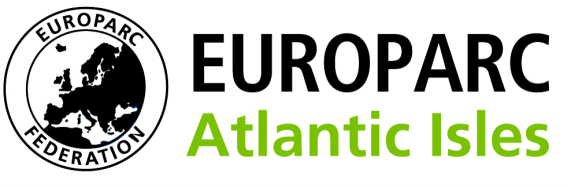 EUROPARC
FEDERATION
EUROPARC
Atlantic Isles